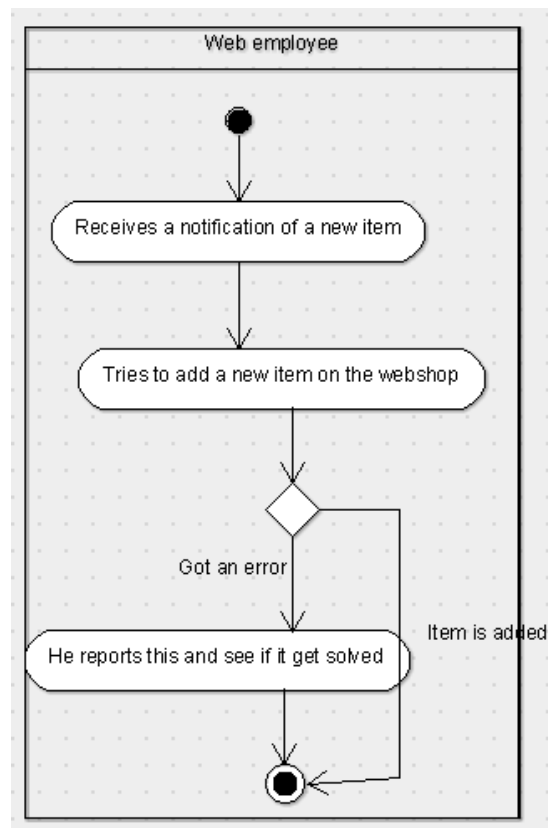 Web employee
Receives a notification of a new item
Tries to add a new item on the webshop
Got an error
Item is added
He reports this and see if it get solved